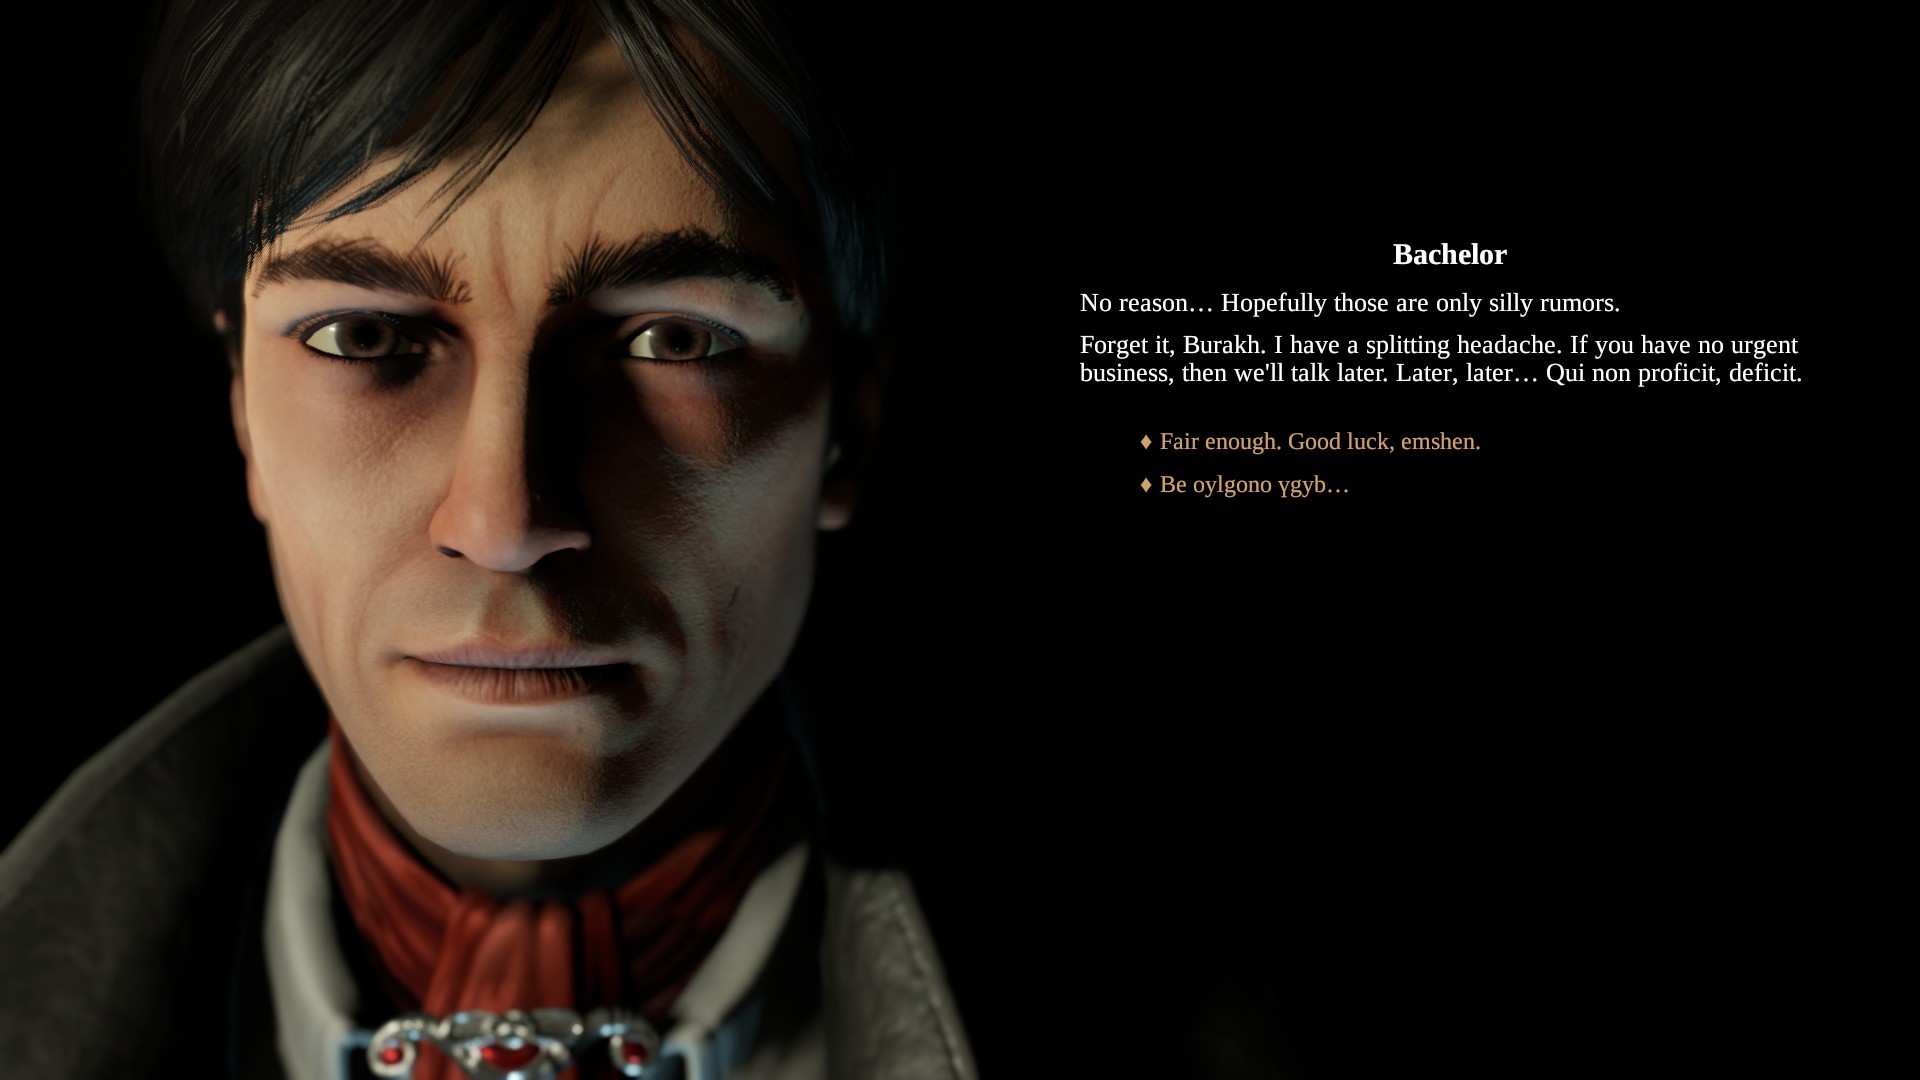 Bachelor
No reason… Hopefully those are only silly rumors.
Forget it, Burakh. I have a splitting headache. If you have no urgent
business, then we'll talk later. Later, later… Qui non proficit, deficit.
♦ Fair enough. Good luck, emshen.
♦ Be oylgono γgyb…